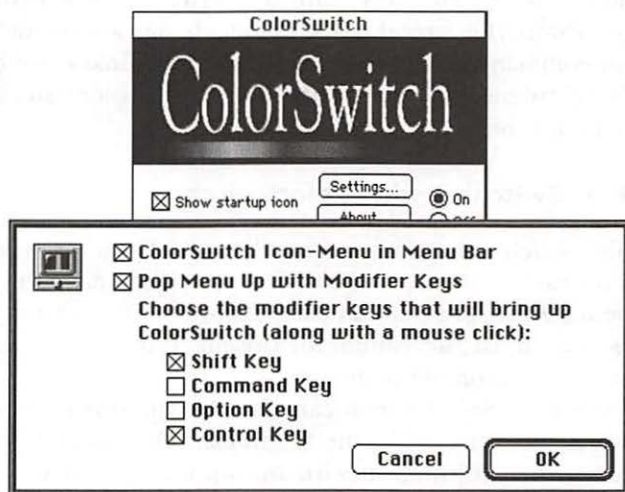 ColorSwitch
ColorSwitch
Show startup icon
Settings...
On
About
Off
ColorSwitch Icon-Menu in Menu Bar
Pop Menu Up with Modifier Keys
Choose the modifier keys that will bring up
ColorSwitch (along with a mouse click):
Shift Key
Command Key
Option Key
Control Key
Cancel
OK